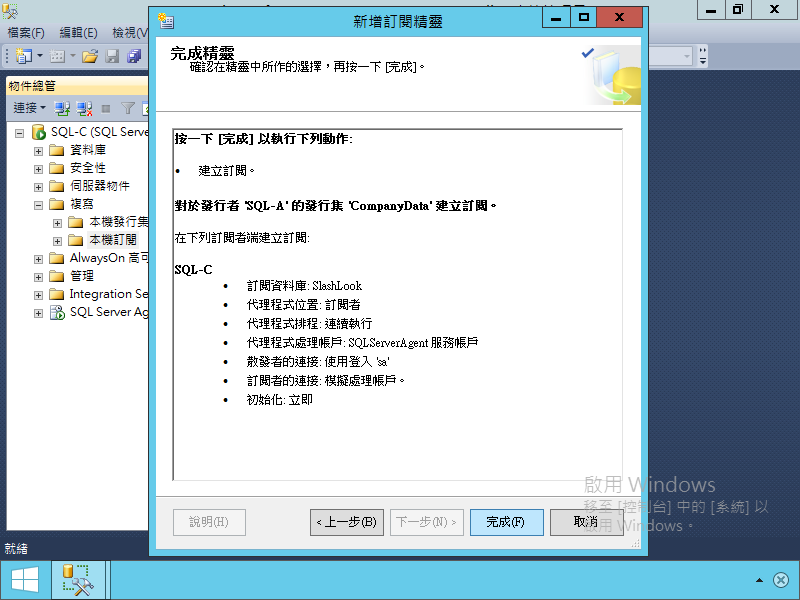 新增訂閱精靈
檔案(F) 編輯(E) 檢視(V)
完成精靈
確認在精靈中所作的選擇，再按一下 [完成]。
物件總管
連接
SQL-C (SQL Serve
資料庫
安全性
伺服器物件
複寫
本機發行集
本機訂閱
AlwaysOn 高可
管理
Integration Se
SQL Server Ag
按一下 [完成] 以執行下列動作:
• 建立訂閱。
對於發行者 'SQL-A' 的發行集 'CompanyData' 建立訂閱。
在下列訂閱者端建立訂閱:
SQL-C
• 訂閱資料庫: SlashLook
• 代理程式位置: 訂閱者
• 代理程式排程: 連續執行
• 代理程式處理帳戶: SQLServerAgent 服務帳戶
• 散發者的連接: 使用登入 'sa'
• 訂閱者的連接: 模擬處理帳戶。
• 初始化: 立即
啟用 Windows
移至 [控制台] 中的 [系統] 以
啟用 Windows。
說明(H) < 上一步(B) 下一步(N) > 完成(F) 取消
就緒